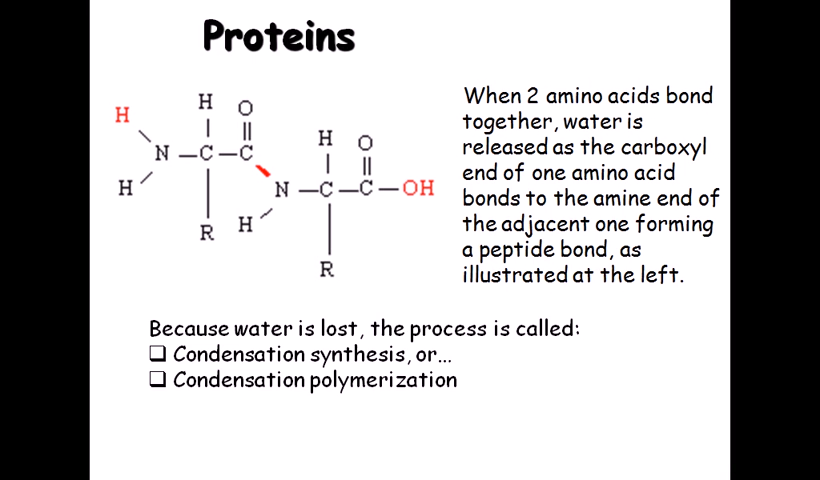 Proteins
H O
H
N C C
H
R
H O
N C C OH
H
R
When 2 amino acids bond
together, water is
released as the carboxyl
end of one amino acid
bonds to the amine end of
the adjacent one forming
a peptide bond, as
illustrated at the left.
Because water is lost, the process is called:
❑ Condensation synthesis, or...
❑ Condensation polymerization